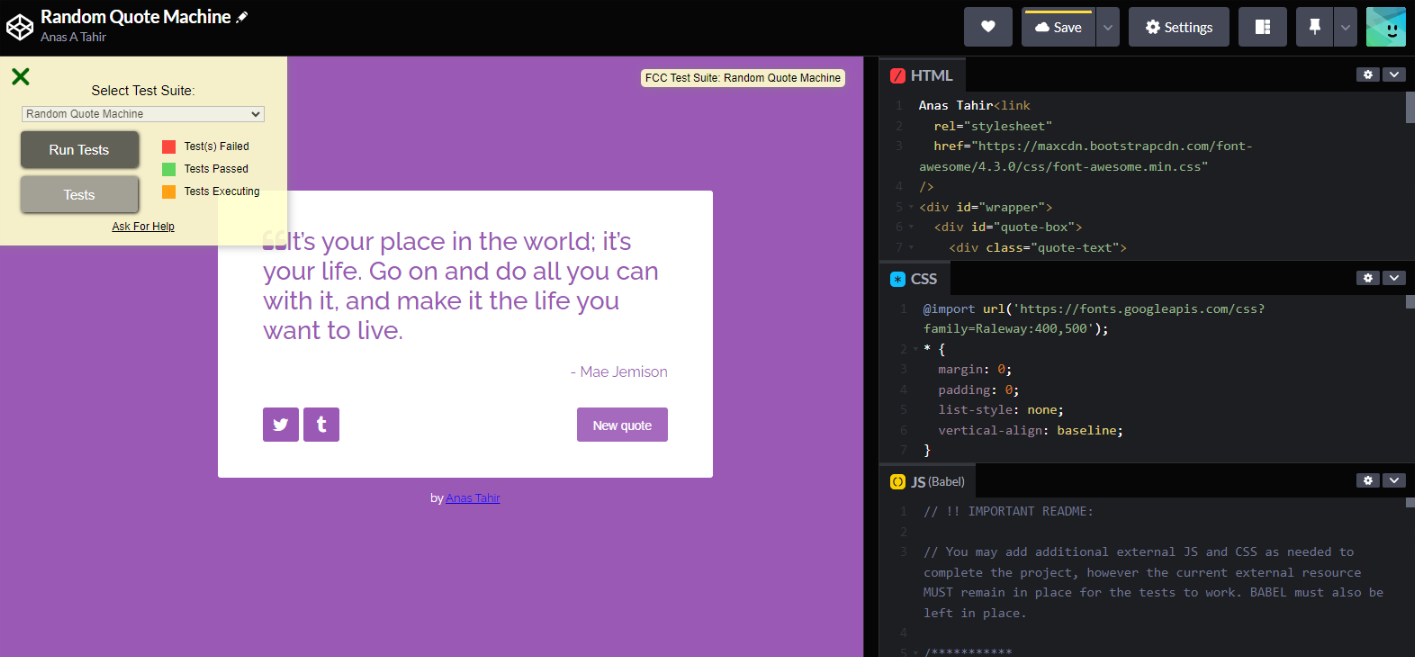 Random Quote Machine
Anas A Tahir
Save
Settings
Select Test Suite:
Random Quote Machine
Run Tests
Tests
Test(s) Failed
Tests Passed
Tests Executing
Ask For Help
FCC Test Suite: Random Quote Machine
It’s your place in the world; it’s
your life. Go on and do all you can
with it, and make it the life you
want to live.
- Mae Jemison
New quote
by Anas Tahir
HTML
1 Anas Tahir<link
2 rel="stylesheet"
3 href="https://maxcdn.bootstrapcdn.com/font-
awesome/4.3.0/css/font-awesome.min.css"
4 />
5 <div id="wrapper">
6 <div id="quote-box">
7 <div class="quote-text">
CSS
1 @import url('https://fonts.googleapis.com/css?
family=Raleway:400,500');
2 * {
3 margin: 0;
4 padding: 0;
5 list-style: none;
6 vertical-align: baseline;
7 }
JS (Babel)
1 // !! IMPORTANT README:
2
3 // You may add additional external JS and CSS as needed to
complete the project, however the current external resource
MUST remain in place for the tests to work. BABEL must also be
left in place.
4
5 /***********